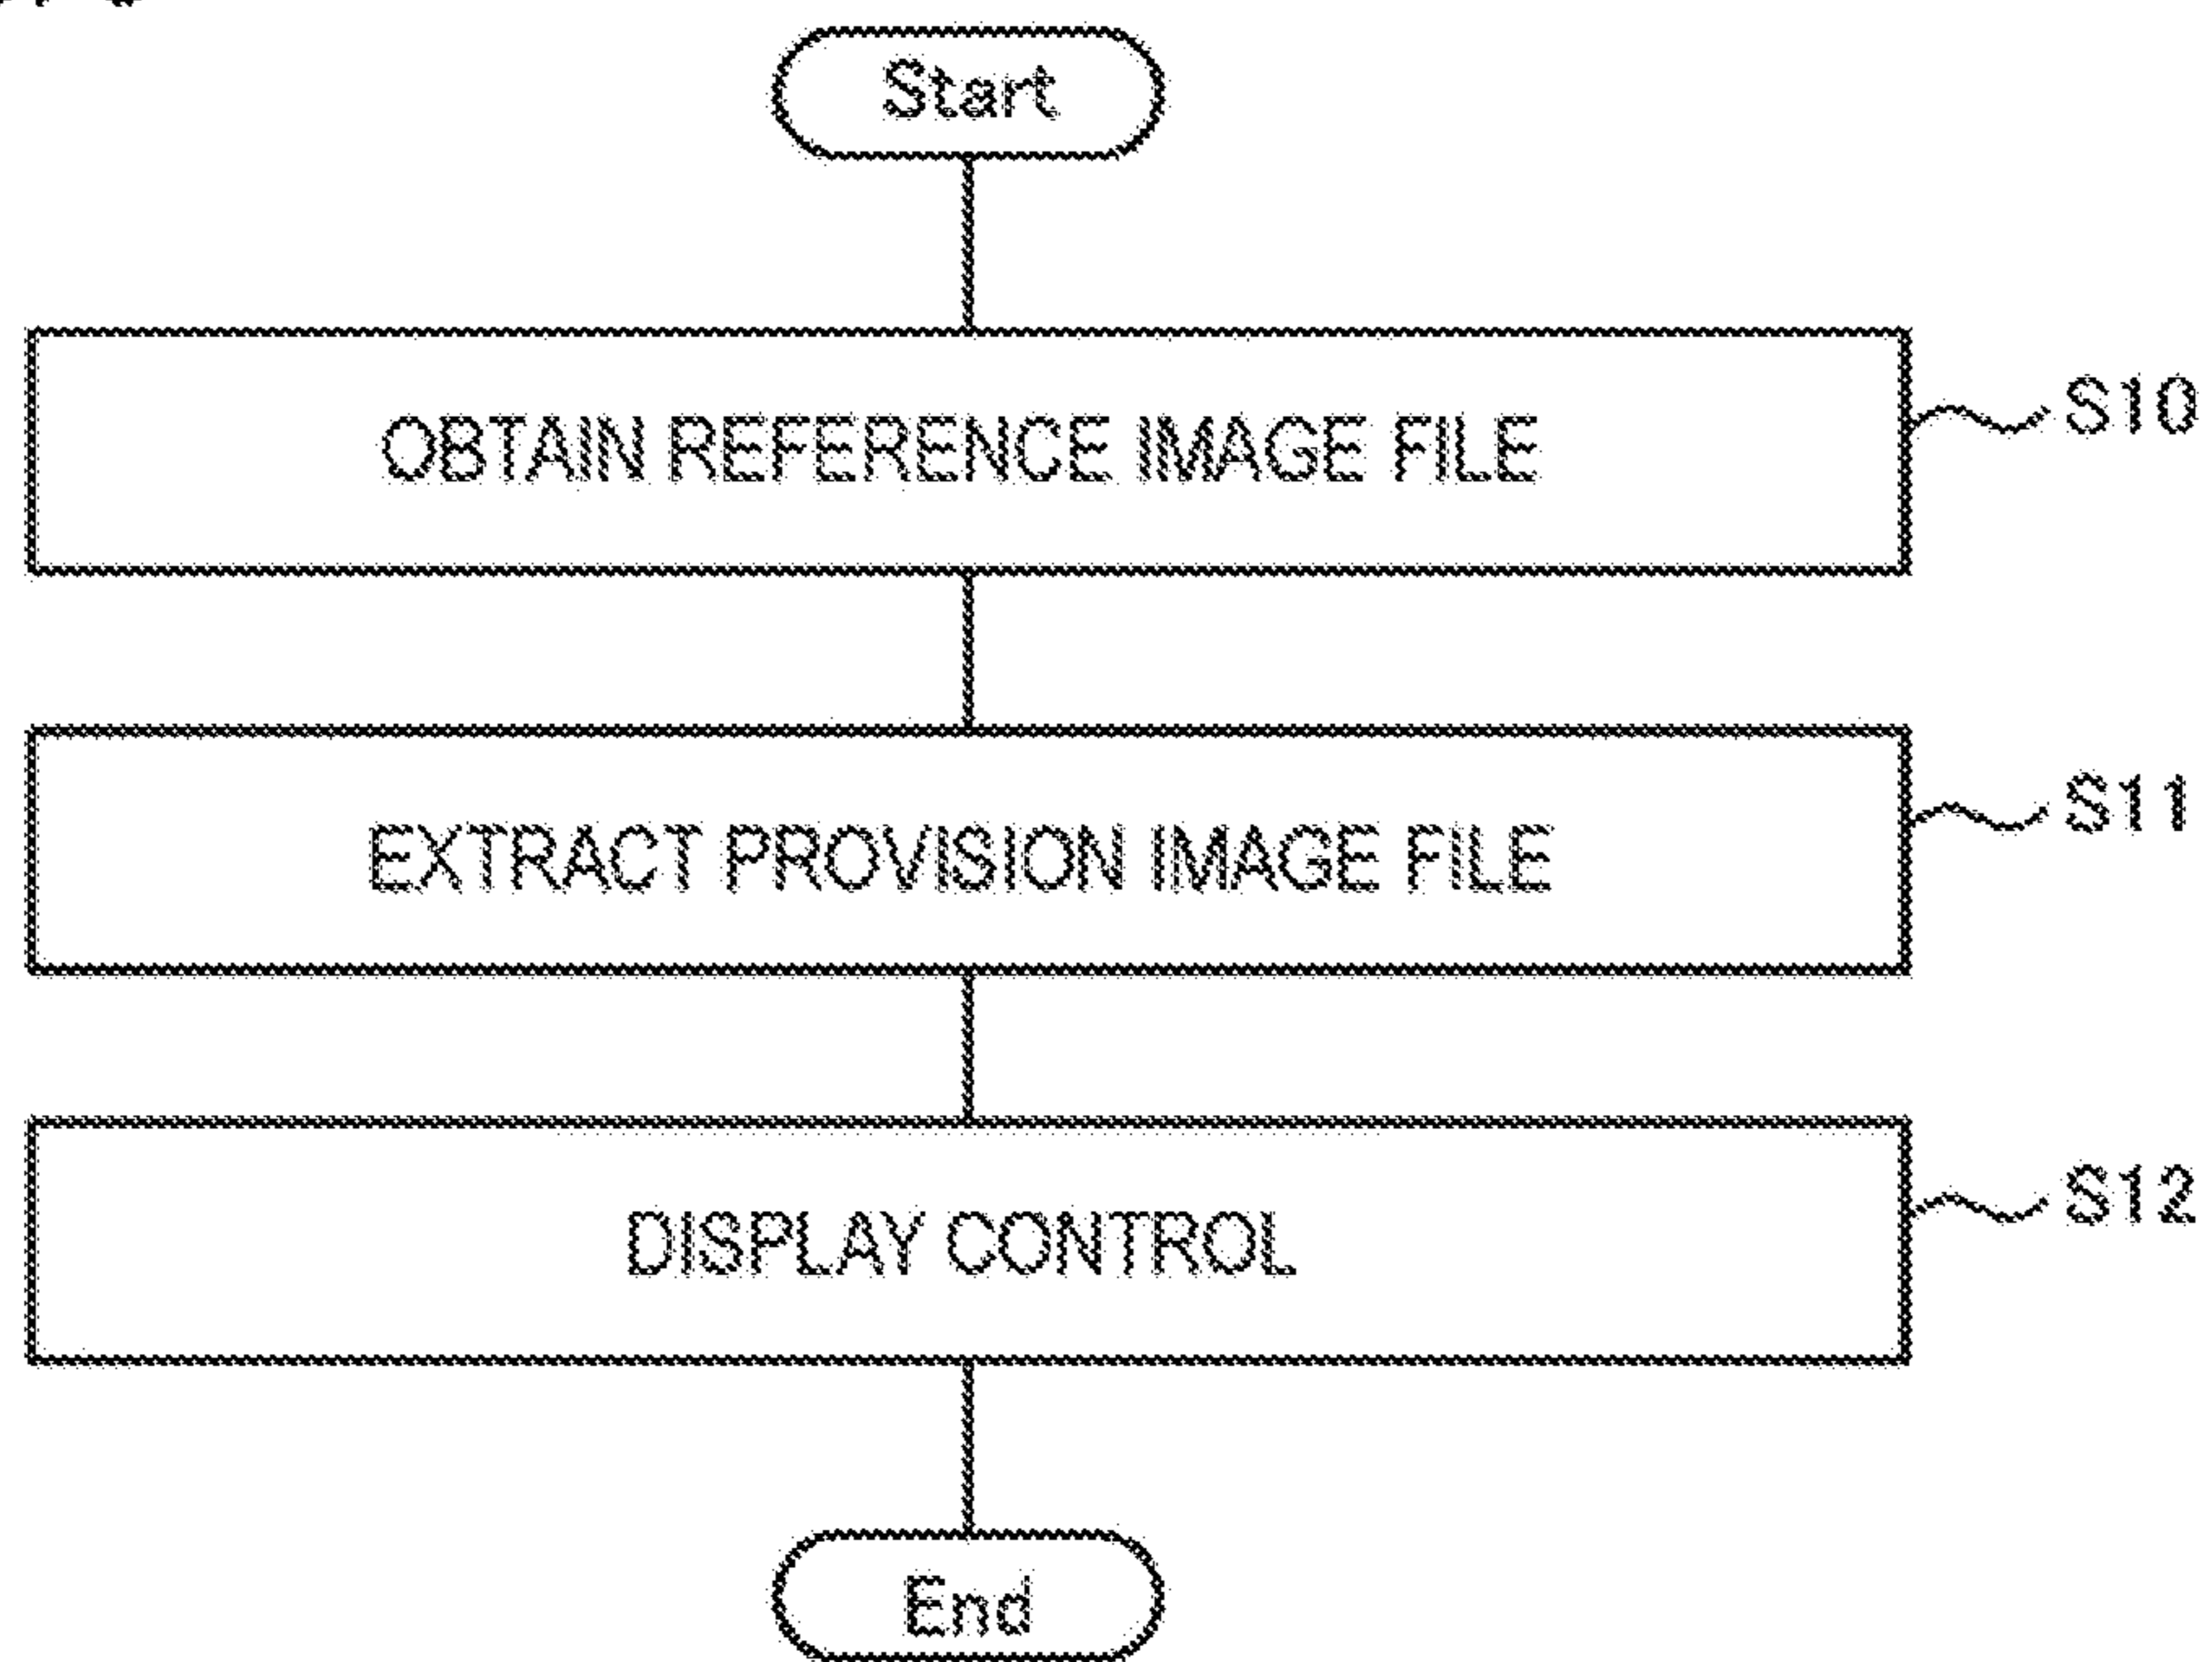 Start
OBTAIN REFERENCE IMAGE FILE
S10
EXTRACT PROVISION IMAGE FILE
S11
DISPLAY CONTROL
S12
End